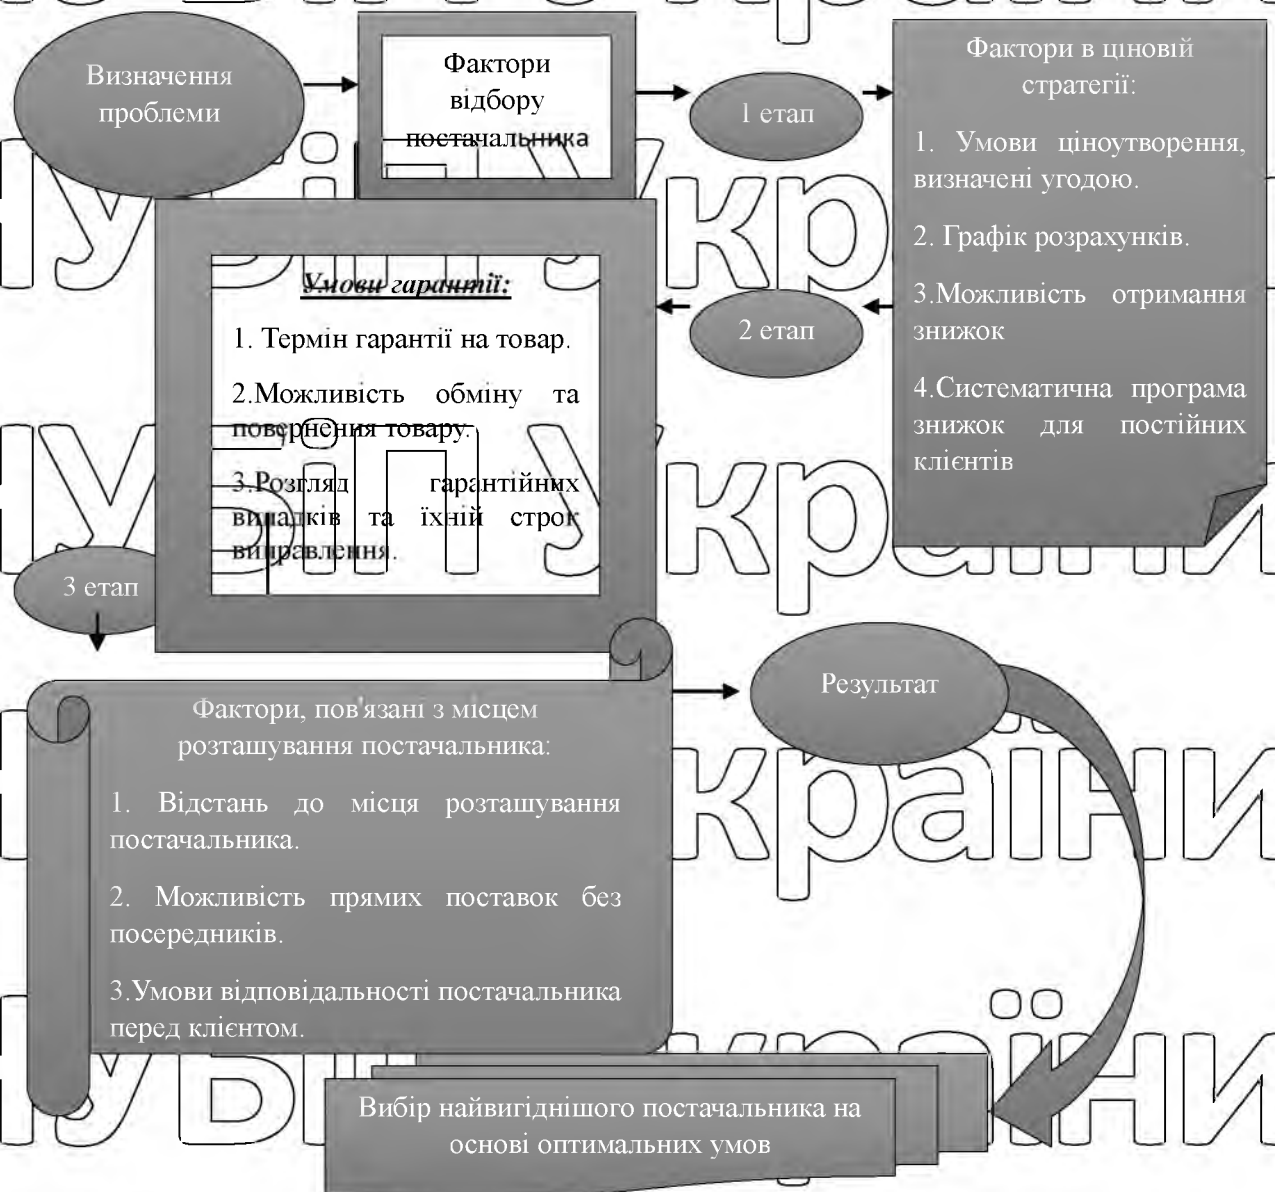 Визначення
проблеми
Фактори
відбору
постачальника
1 етап
Фактори в ціновій
стратегії:
1. Умови ціноутворення,
визначені угодою.
2. Графік розрахунків.
3.Можливість отримання
знижок
4.Систематична програма
знижок для постійних
клієнтів
2 етап
Умови гарантії:
1. Термін гарантії на товар.
2.Можливість обміну та
повернення товару.
3.Розгляд гарантійних
випадків та їхній строк
виправлення.
3 етап
Фактори, пов'язані з місцем
розташування постачальника:
1. Відстань до місця розташування
постачальника.
2. Можливість прямих поставок без
посередників.
3.Умови відповідальності постачальника
перед клієнтом.
Результат
Вибір найвигіднішого постачальника на
основі оптимальних умов